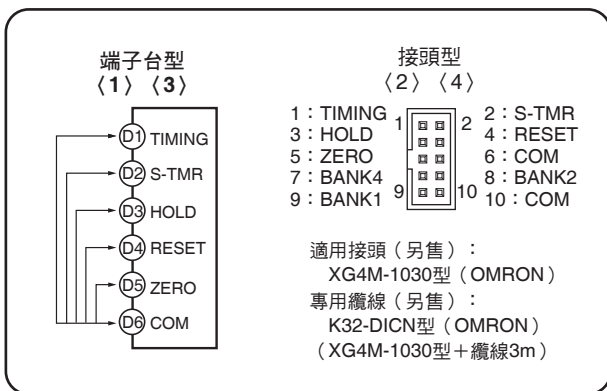 端子台型
〈1〉〈3〉
D1 TIMING
D2 S-TMR
D3 HOLD
D4 RESET
D5 ZERO
D6 COM
接頭型
〈2〉〈4〉
1：TIMING 1 2 2：S-TMR
3：HOLD 4：RESET
5：ZERO 6：COM
7：BANK4 8：BANK2
9：BANK1 9 10 10：COM
適用接頭（另售）：
XG4M-1030型（OMRON）
專用纜線（另售）：
K32-DICN型（OMRON）
（XG4M-1030型＋纜線3m）